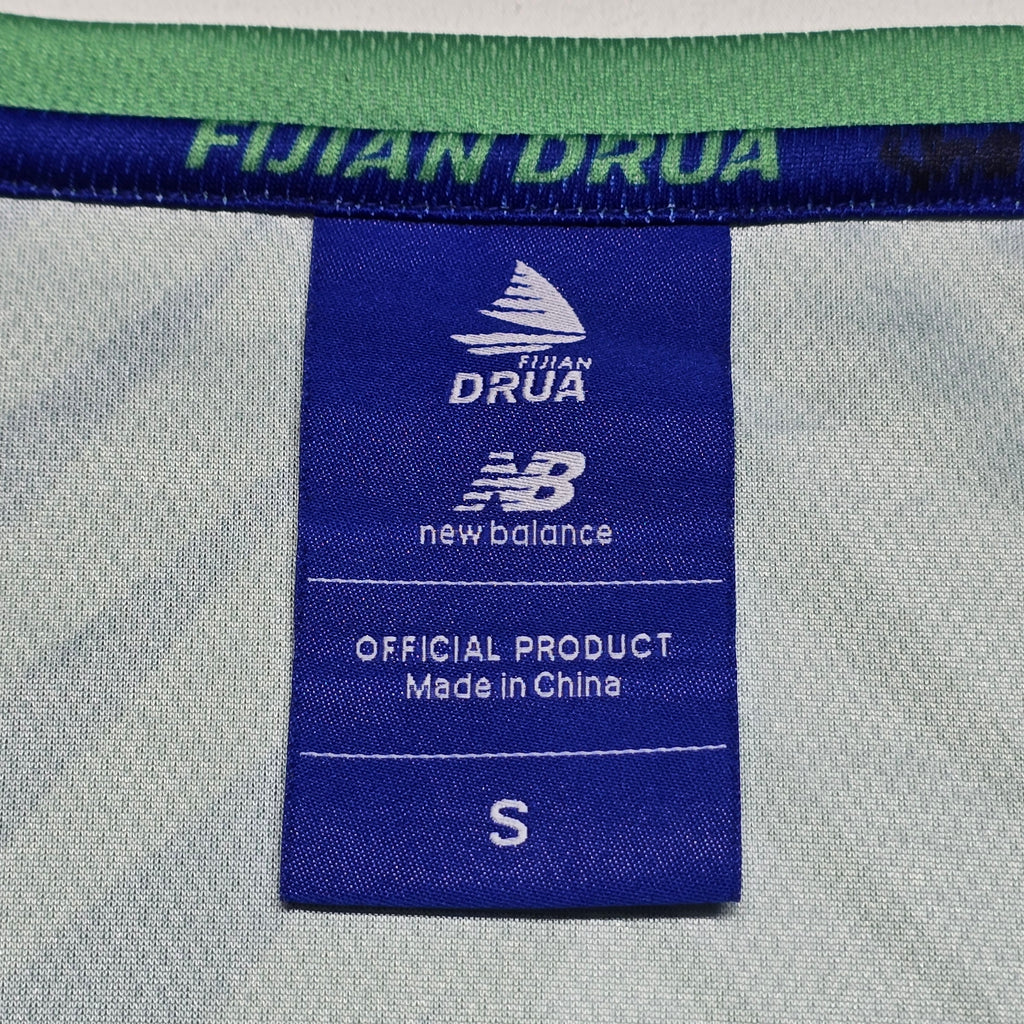 FIJIAN DRUA
FIJIAN
DRUA
NB
new balance
OFFICIAL PRODUCT
Made in China
S